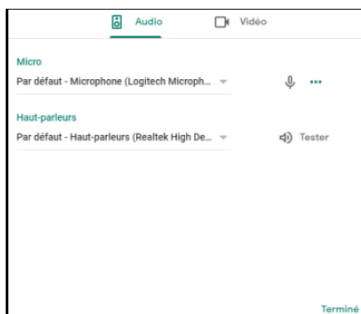 Audio Vidéo
Micro
Par défaut - Microphone (Logitech Microph...
Haut-parleurs
Par défaut - Haut-parleurs (Realtek High De... Tester
Terminé